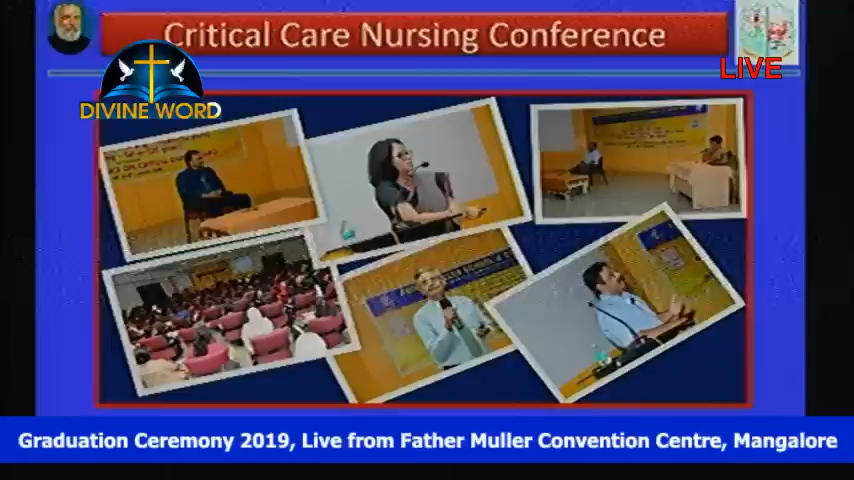 Critical Care Nursing Conference
LIVE
DIVINE WORD
Graduation Ceremony 2019, Live from Father Muller Convention Centre, Mangalore